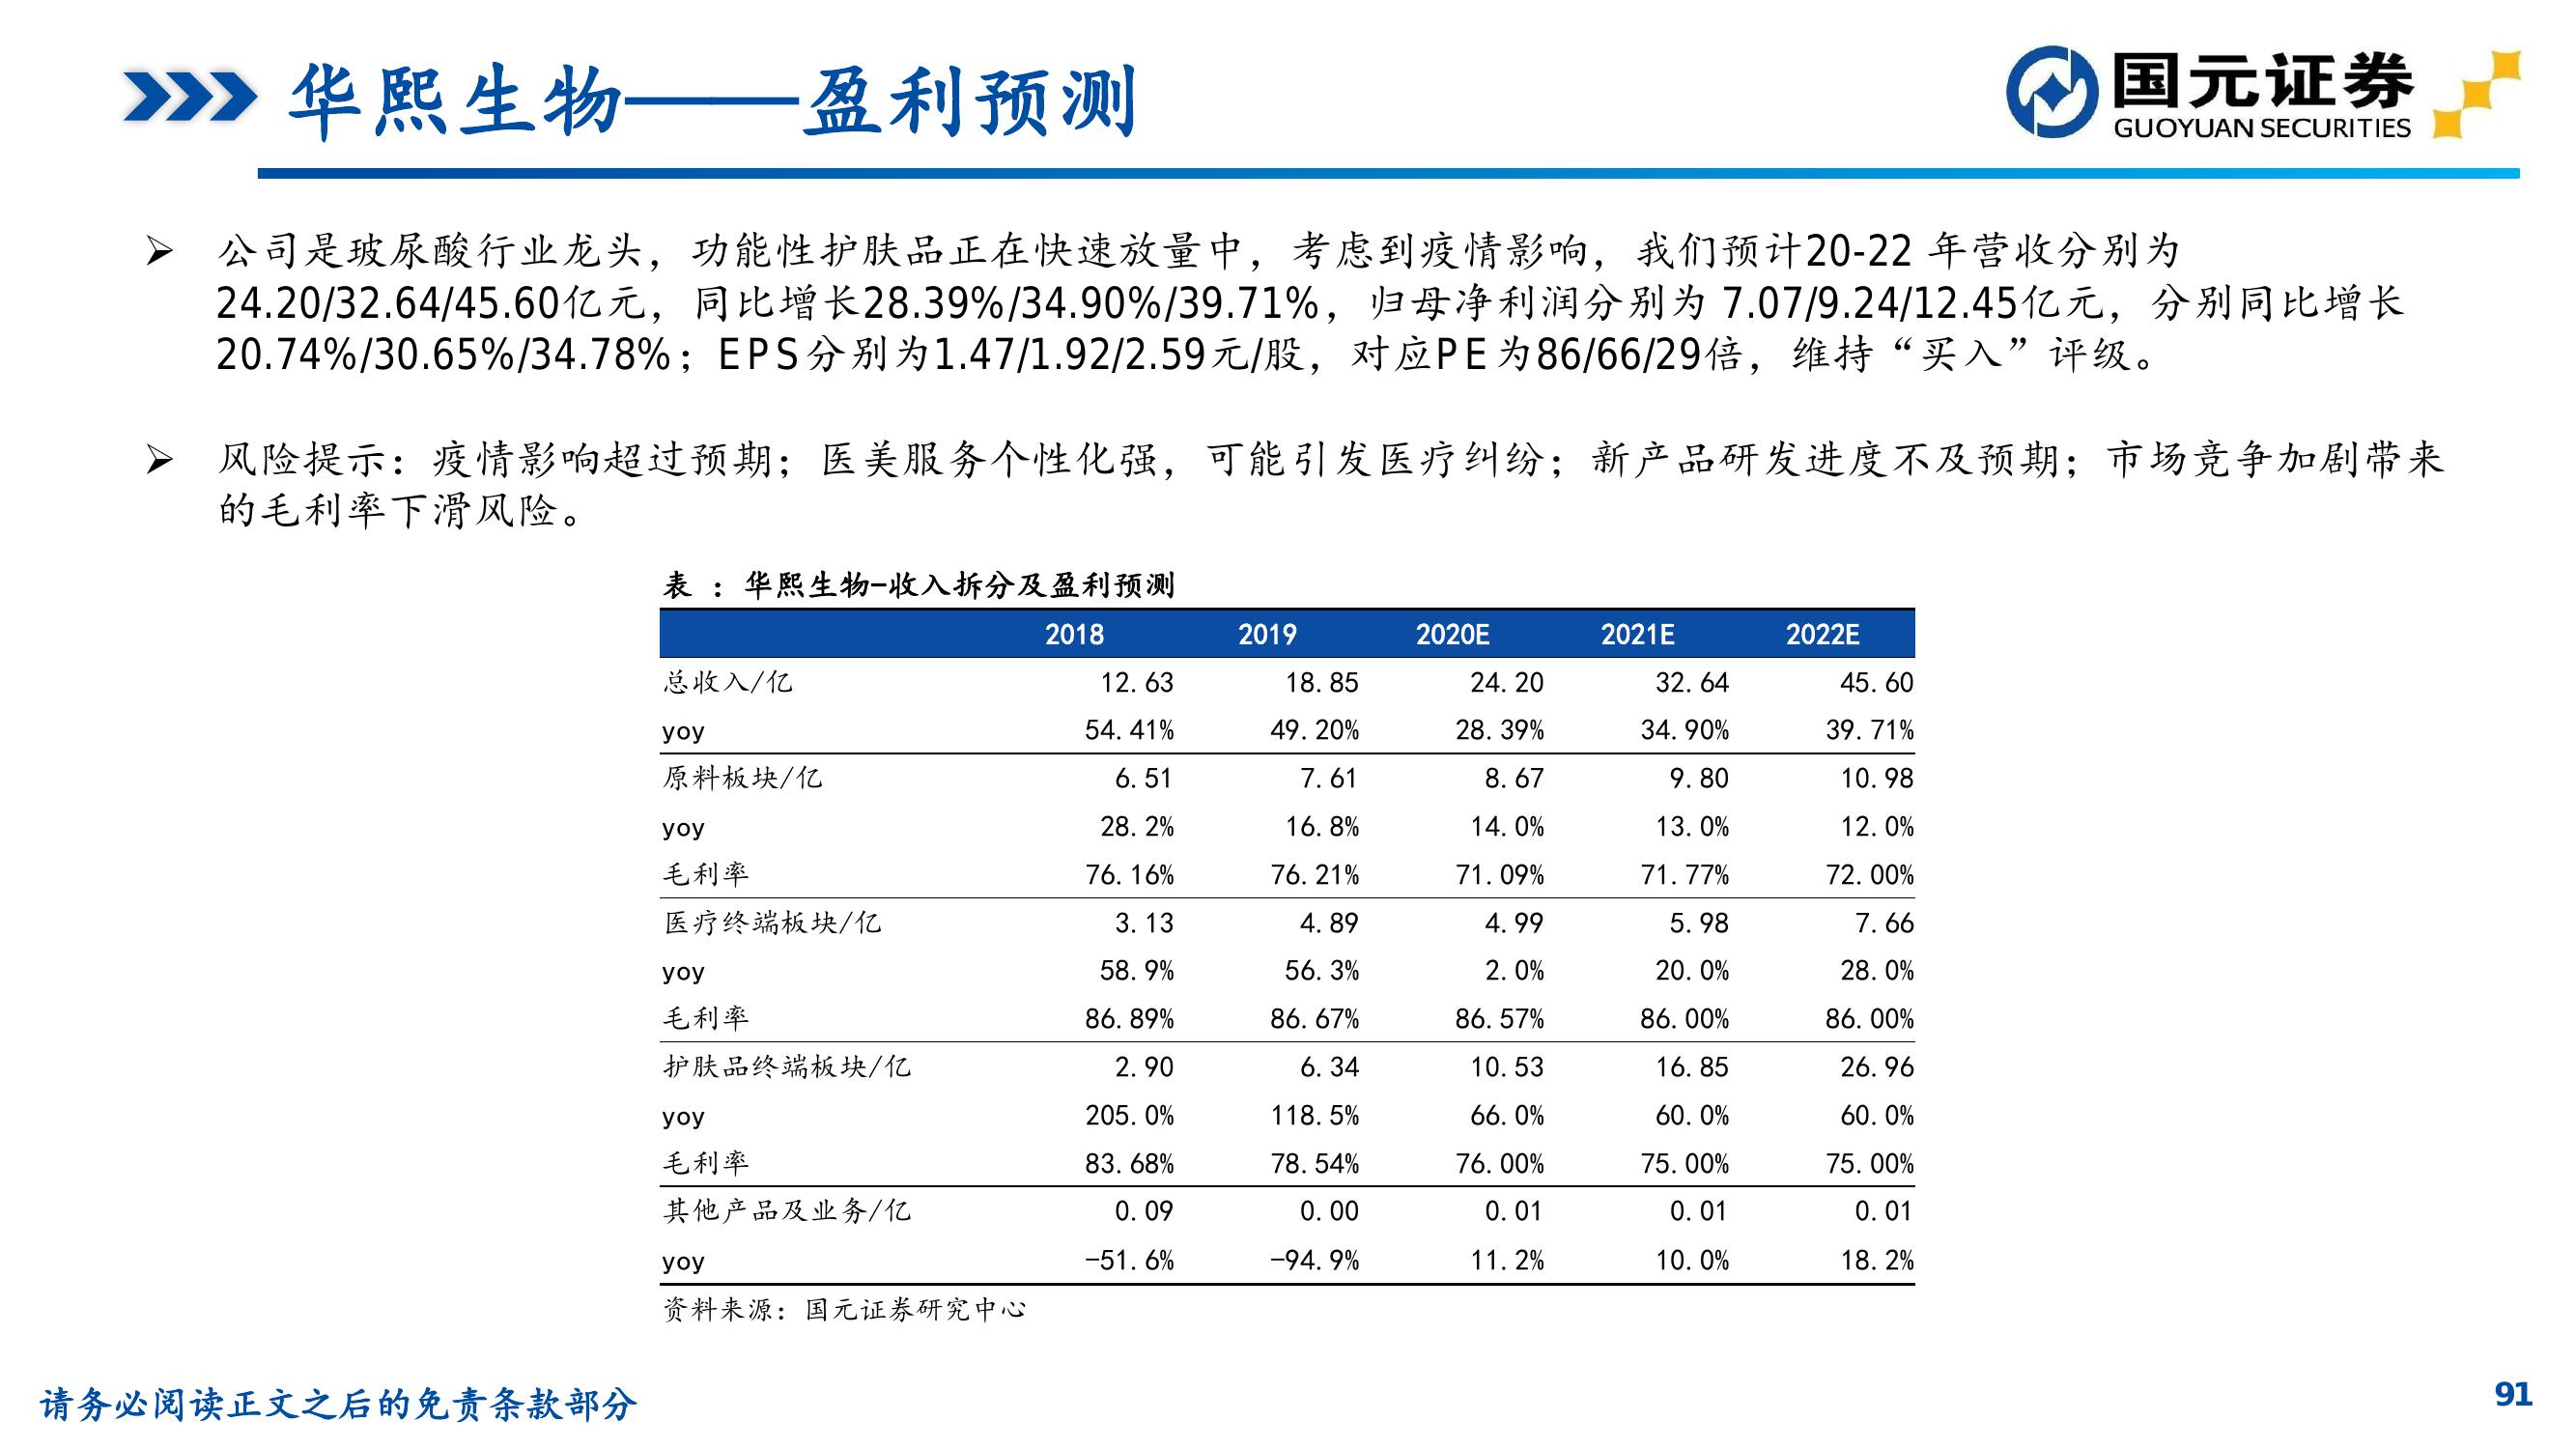 华熙生物——盈利预测
国元证券
GUOYUAN SECURITIES
公司是玻尿酸行业龙头，功能性护肤品正在快速放量中，考虑到疫情影响，我们预计20-22 年营收分别为
24.20/32.64/45.60亿元，同比增长28.39%/34.90%/39.71%，归母净利润分别为 7.07/9.24/12.45亿元，分别同比增长
20.74%/30.65%/34.78%；EPS分别为1.47/1.92/2.59元/股，对应PE为86/66/29倍，维持“买入”评级。
风险提示：疫情影响超过预期；医美服务个性化强，可能引发医疗纠纷；新产品研发进度不及预期；市场竞争加剧带来
的毛利率下滑风险。
表 ：华熙生物-收入拆分及盈利预测
2018 2019 2020E 2021E 2022E
总收入/亿 12.63 18.85 24.20 32.64 45.60
yoy 54.41% 49.20% 28.39% 34.90% 39.71%
原料板块/亿 6.51 7.61 8.67 9.80 10.98
yoy 28.2% 16.8% 14.0% 13.0% 12.0%
毛利率 76.16% 76.21% 71.09% 71.77% 72.00%
医疗终端板块/亿 3.13 4.89 4.99 5.98 7.66
yoy 58.9% 56.3% 2.0% 20.0% 28.0%
毛利率 86.89% 86.67% 86.57% 86.00% 86.00%
护肤品终端板块/亿 2.90 6.34 10.53 16.85 26.96
yoy 205.0% 118.5% 66.0% 60.0% 60.0%
毛利率 83.68% 78.54% 76.00% 75.00% 75.00%
其他产品及业务/亿 0.09 0.00 0.01 0.01 0.01
yoy -51.6% -94.9% 11.2% 10.0% 18.2%
资料来源：国元证券研究中心
请务必阅读正文之后的免责条款部分
91